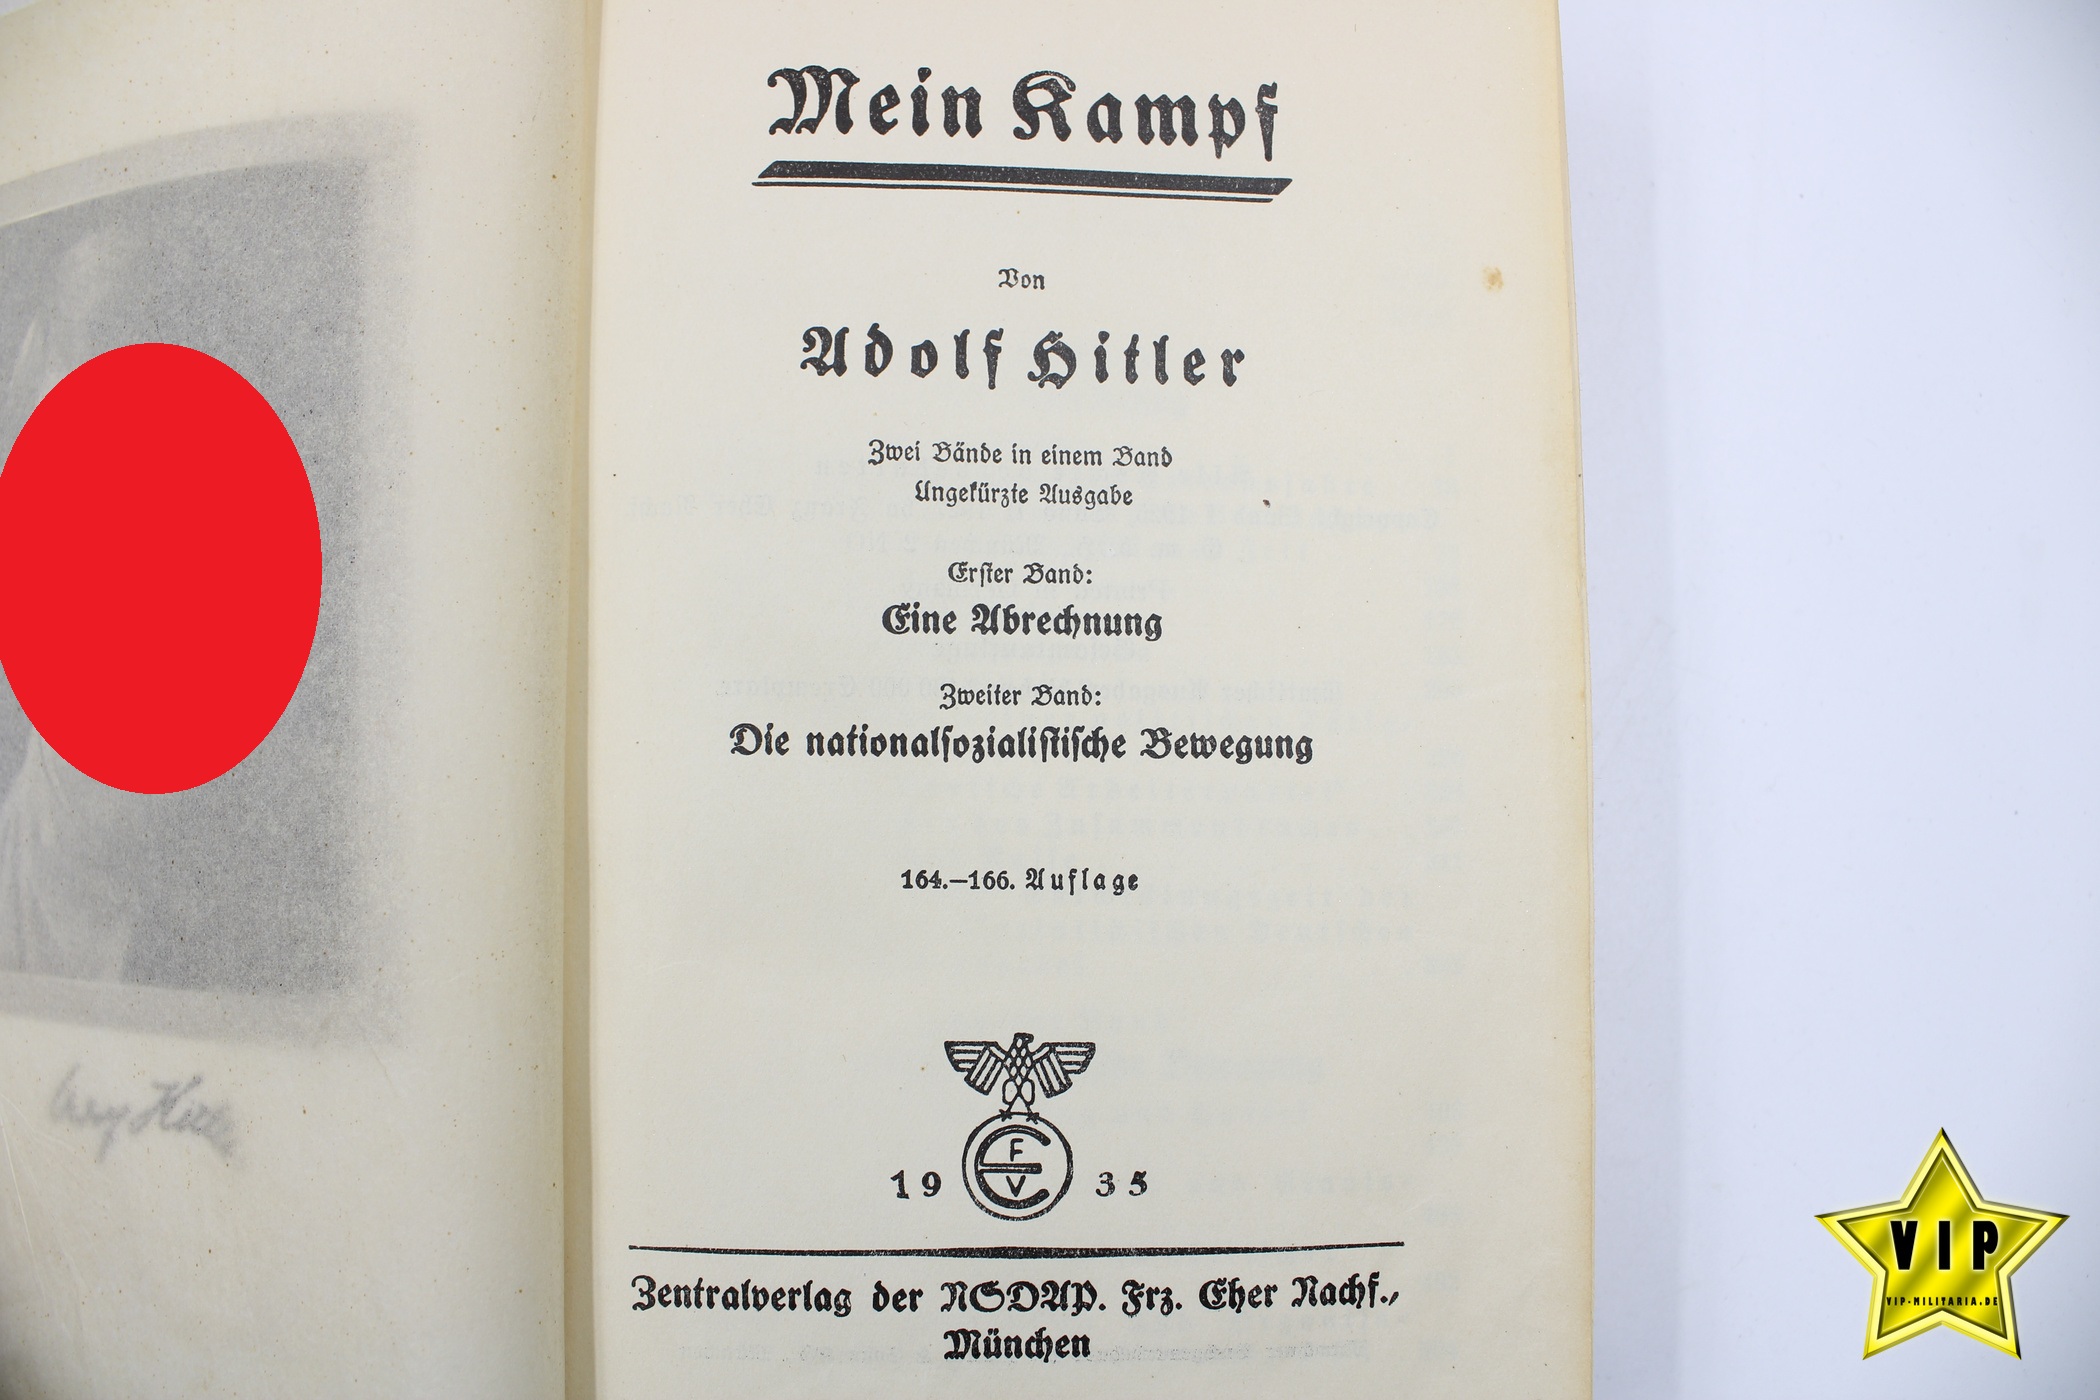 Mein Kampf
Von
Adolf Hitler
Zwei Bände in einem Band
Ungekürzte Ausgabe
Erster Band:
Eine Abrechnung
Zweiter Band:
Die nationalsozialistische Bewegung
164.–166. Auflage
F
E
V
19 35
Zentralverlag der NSDAP. Frz. Eher Nachf.,
München
VIP
VIP-MILITARIA.DE